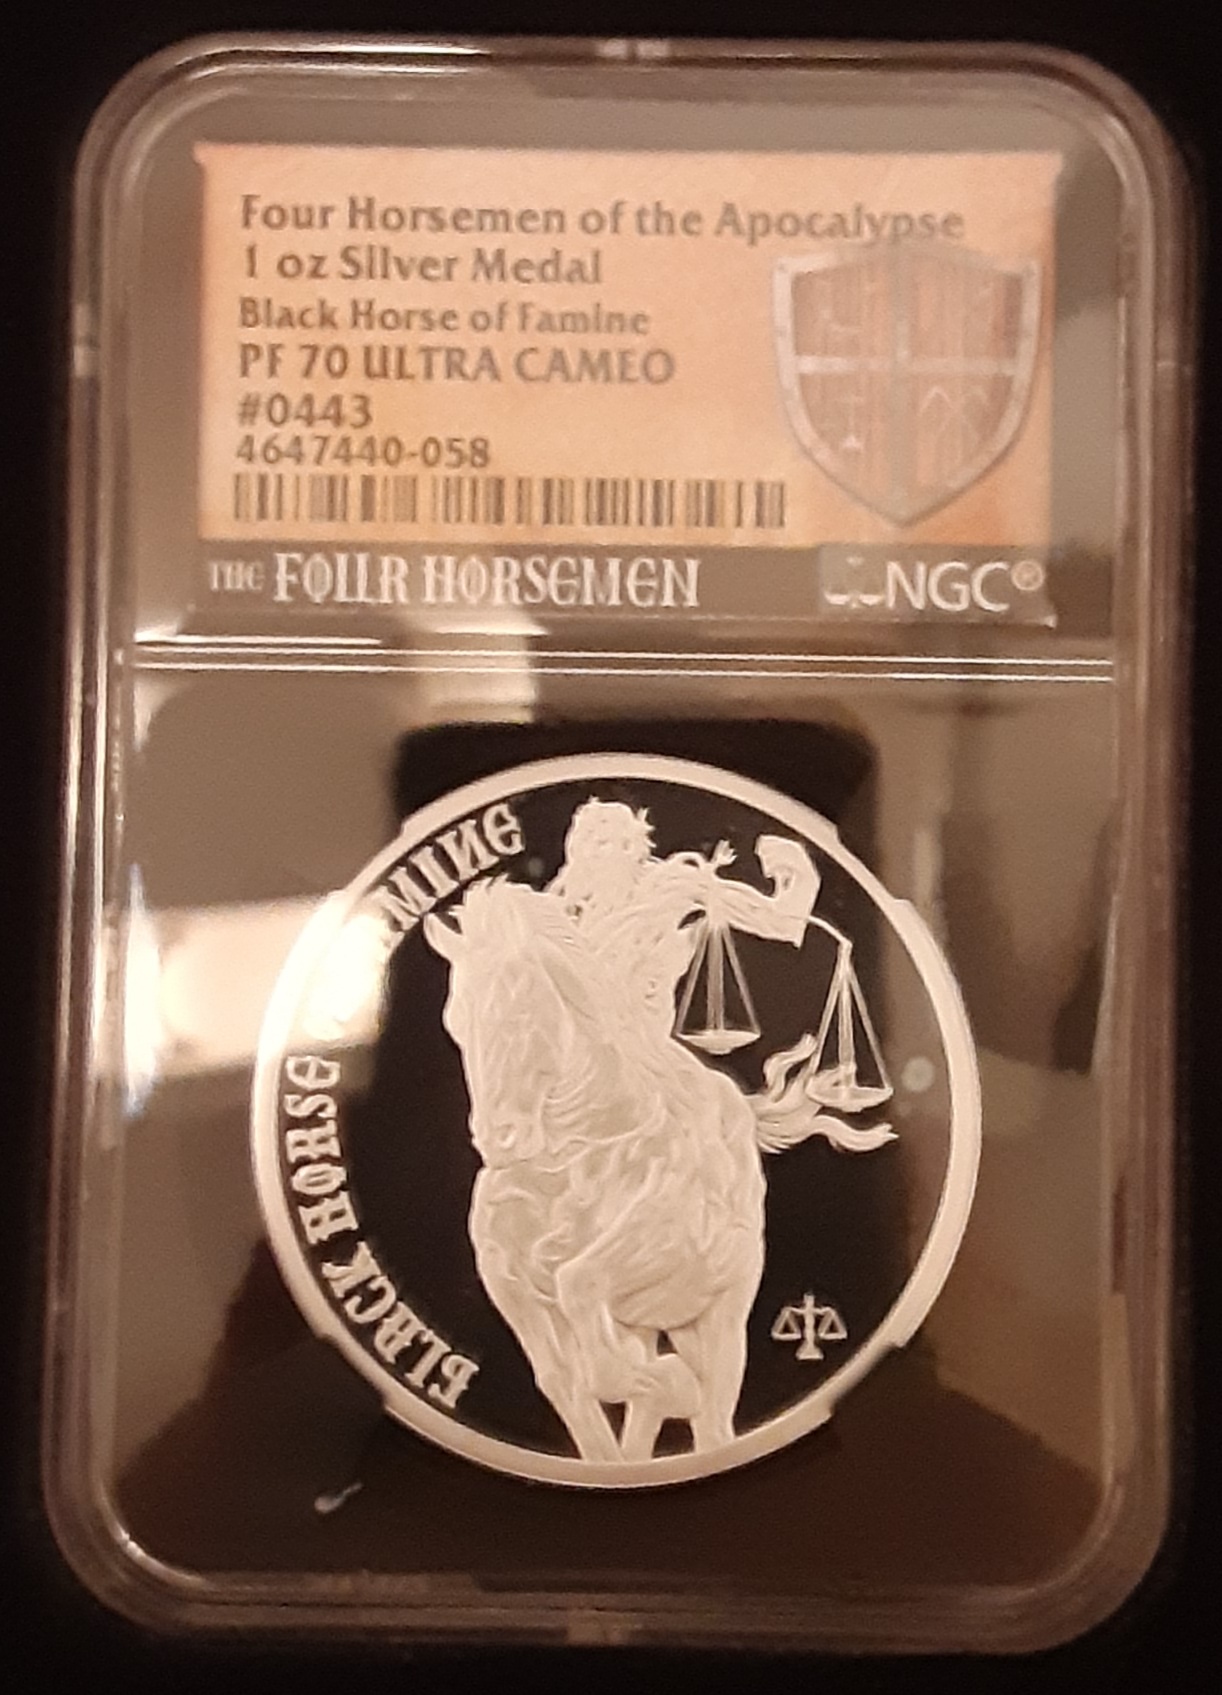 Four Horsemen of the Apocalypse
1 oz Silver Medal
Black Horse of Famine
PF 70 ULTRA CAMEO
#0443
4647440-058
THE FOUR HORSEMEN
NGC®
BLACK HORSE